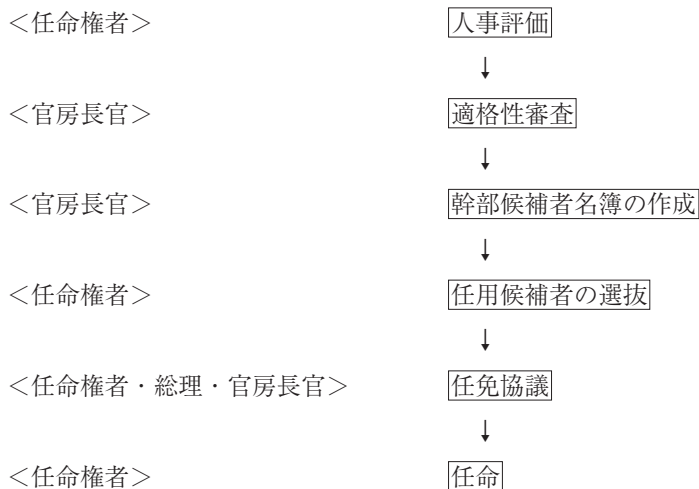 <任命権者> 人事評価
↓
<官房長官> 適格性審査
↓
<官房長官> 幹部候補者名簿の作成
↓
<任命権者> 任用候補者の選抜
↓
<任命権者・総理・官房長官> 任免協議
↓
<任命権者> 任命